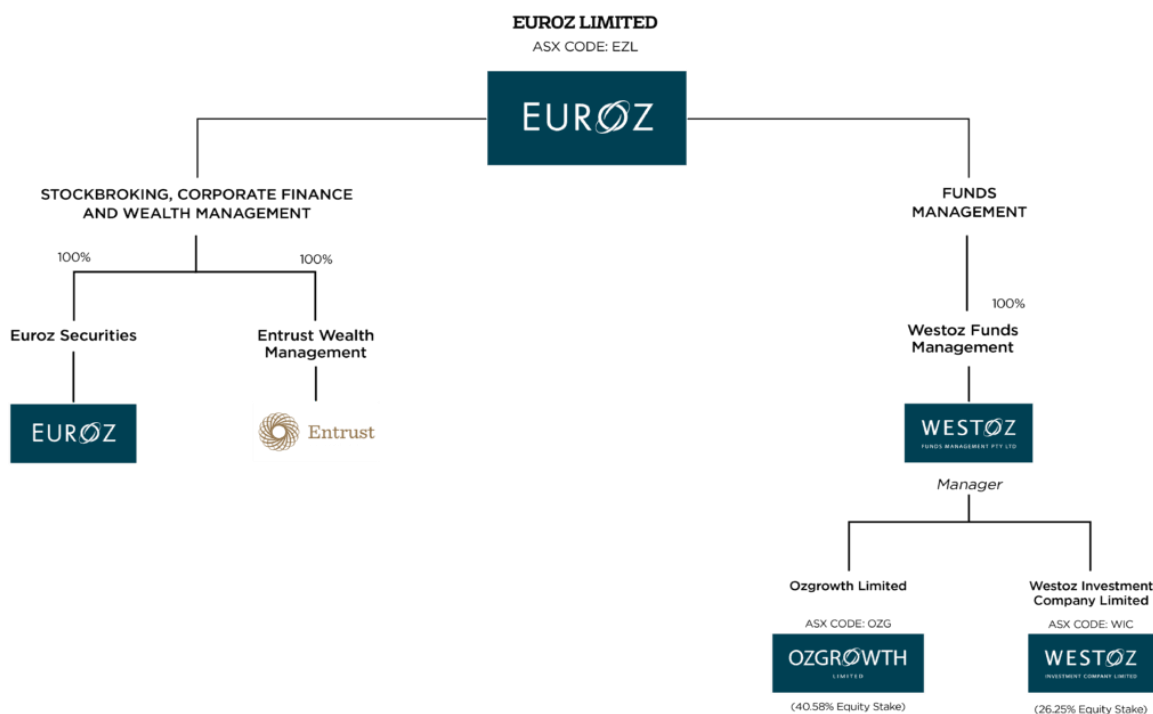 EUROZ LIMITED
ASX CODE: EZL
EUROZ
STOCKBROKING, CORPORATE FINANCE
AND WEALTH MANAGEMENT
100%
100%
Euroz Securities
EUROZ
Entrust Wealth
Management
Entrust
FUNDS
MANAGEMENT
100%
Westoz Funds
Management
WESTOZ
FUNDS MANAGEMENT PTY LTD
Manager
Ozgrowth Limited
ASX CODE: OZG
OZGROWTH
LIMITED
(40.58% Equity Stake)
Westoz Investment
Company Limited
ASX CODE: WIC
WESTOZ
INVESTMENT COMPANY LIMITED
(26.25% Equity Stake)